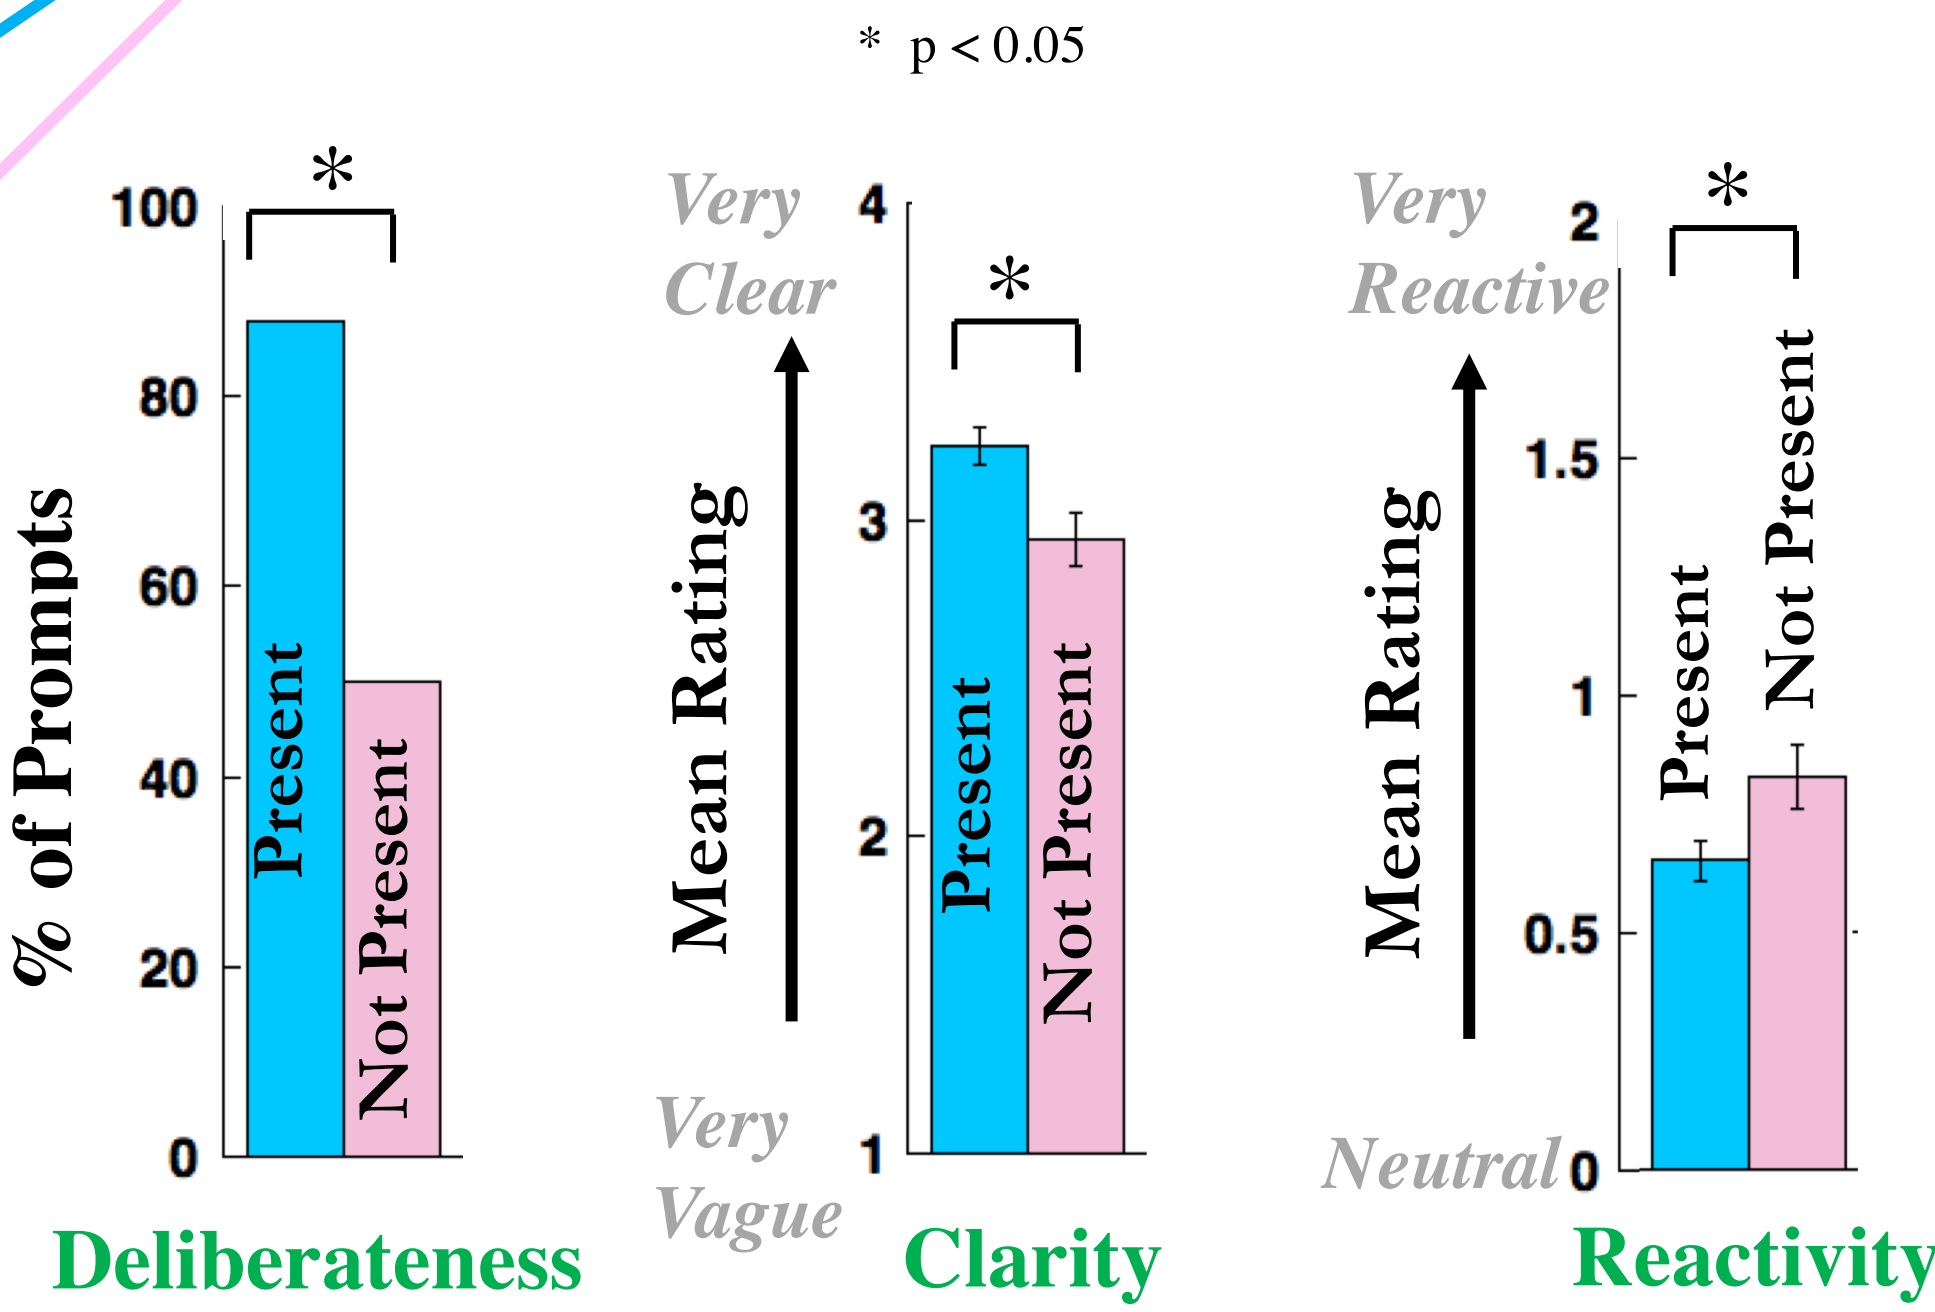 * p < 0.05
% of Prompts
100
80
60
40
20
0
*
Present
Not Present
Deliberateness
Very
Clear
Mean Rating
Very
Vague
4
3
2
1
*
Present
Not Present
Clarity
Very
Reactive
Mean Rating
Neutral
2
1.5
1
0.5
0
*
Present
Not Present
Reactivity